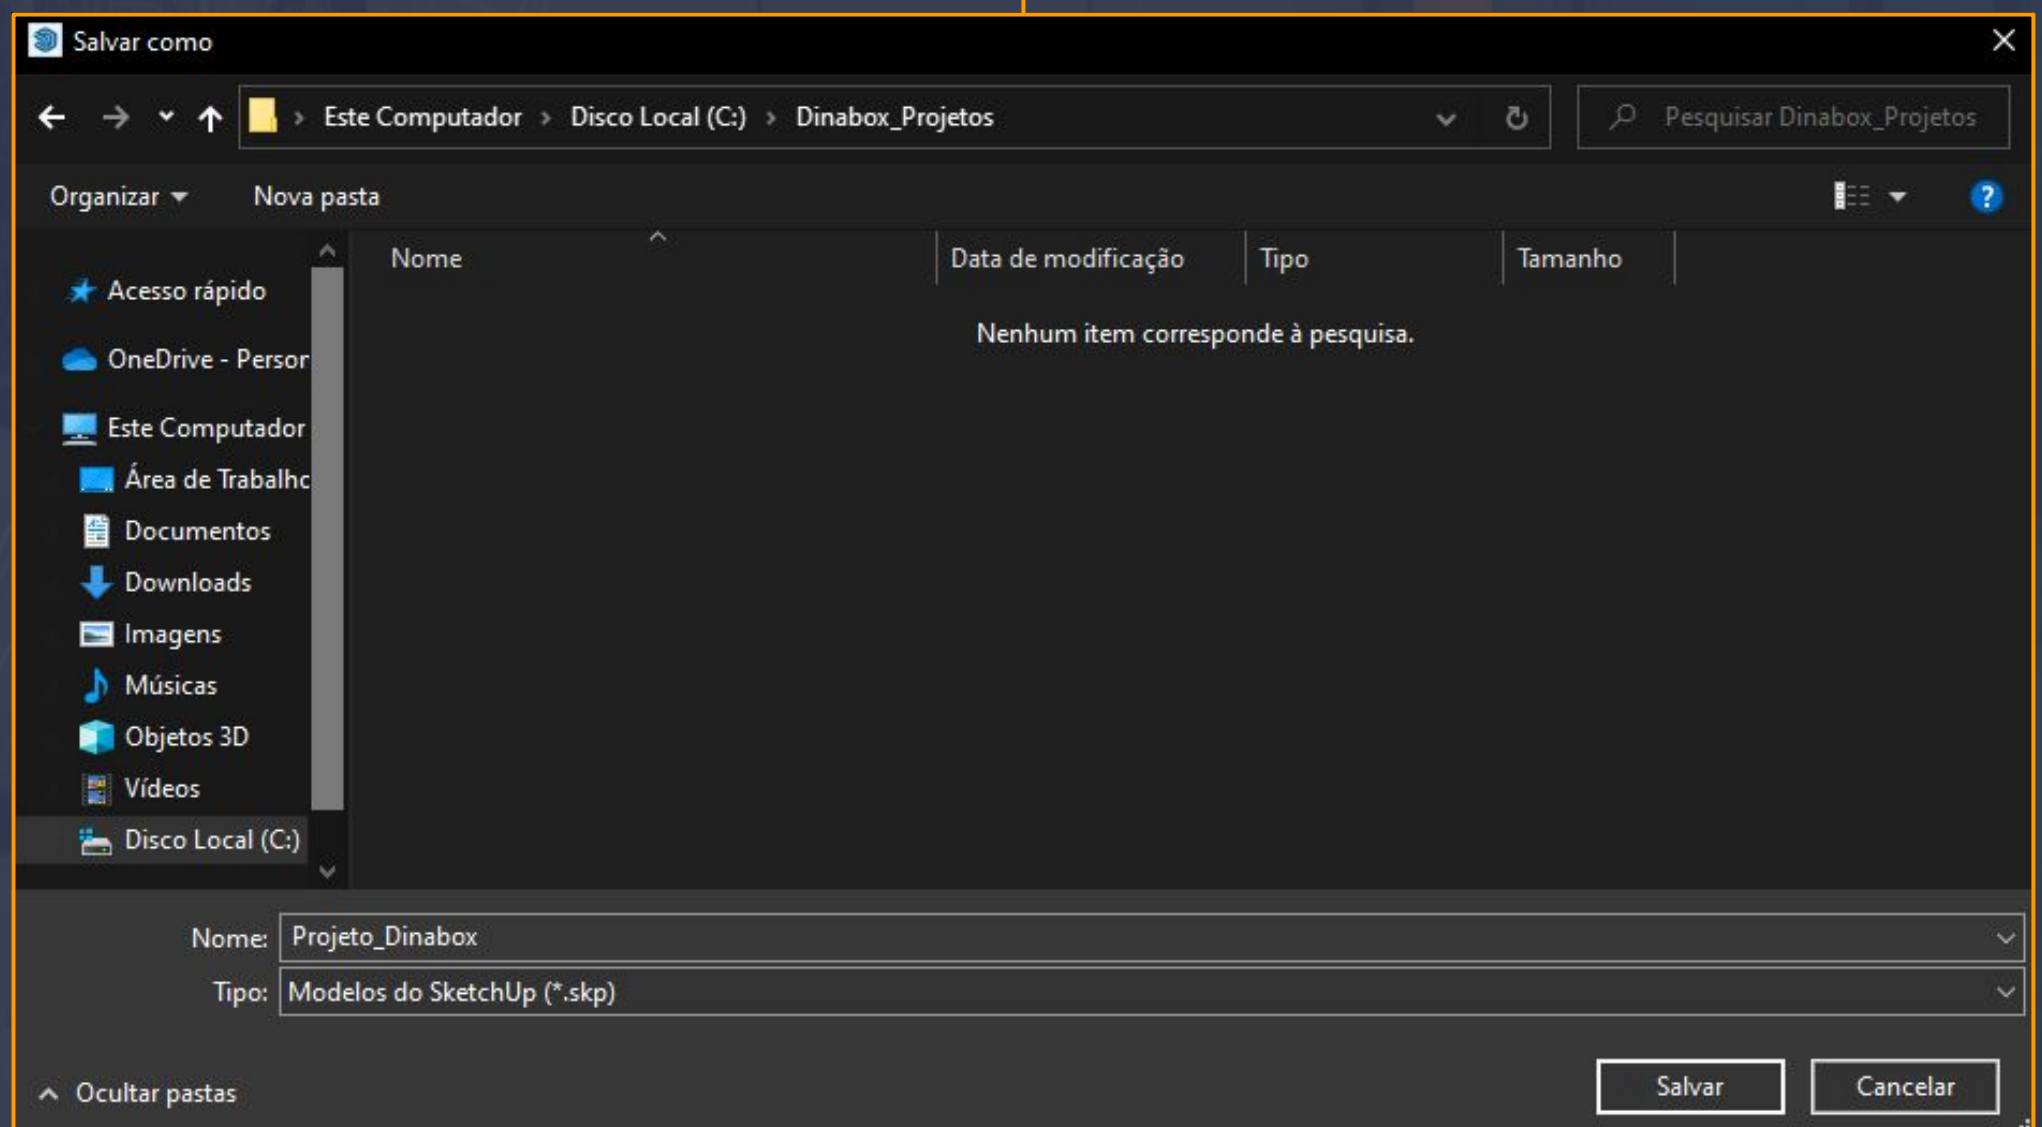 Salvar como
Este Computador > Disco Local (C:) > Dinabox_Projetos
Pesquisar Dinabox_Projetos
Organizar
Nova pasta
Nome
Data de modificação
Tipo
Tamanho
Nenhum item corresponde à pesquisa.
Acesso rápido
OneDrive - Person
Este Computador
Área de Trabalho
Documentos
Downloads
Imagens
Músicas
Objetos 3D
Vídeos
Disco Local (C:)
Nome: Projeto_Dinabox
Tipo: Modelos do SketchUp (*.skp)
Ocultar pastas
Salvar
Cancelar